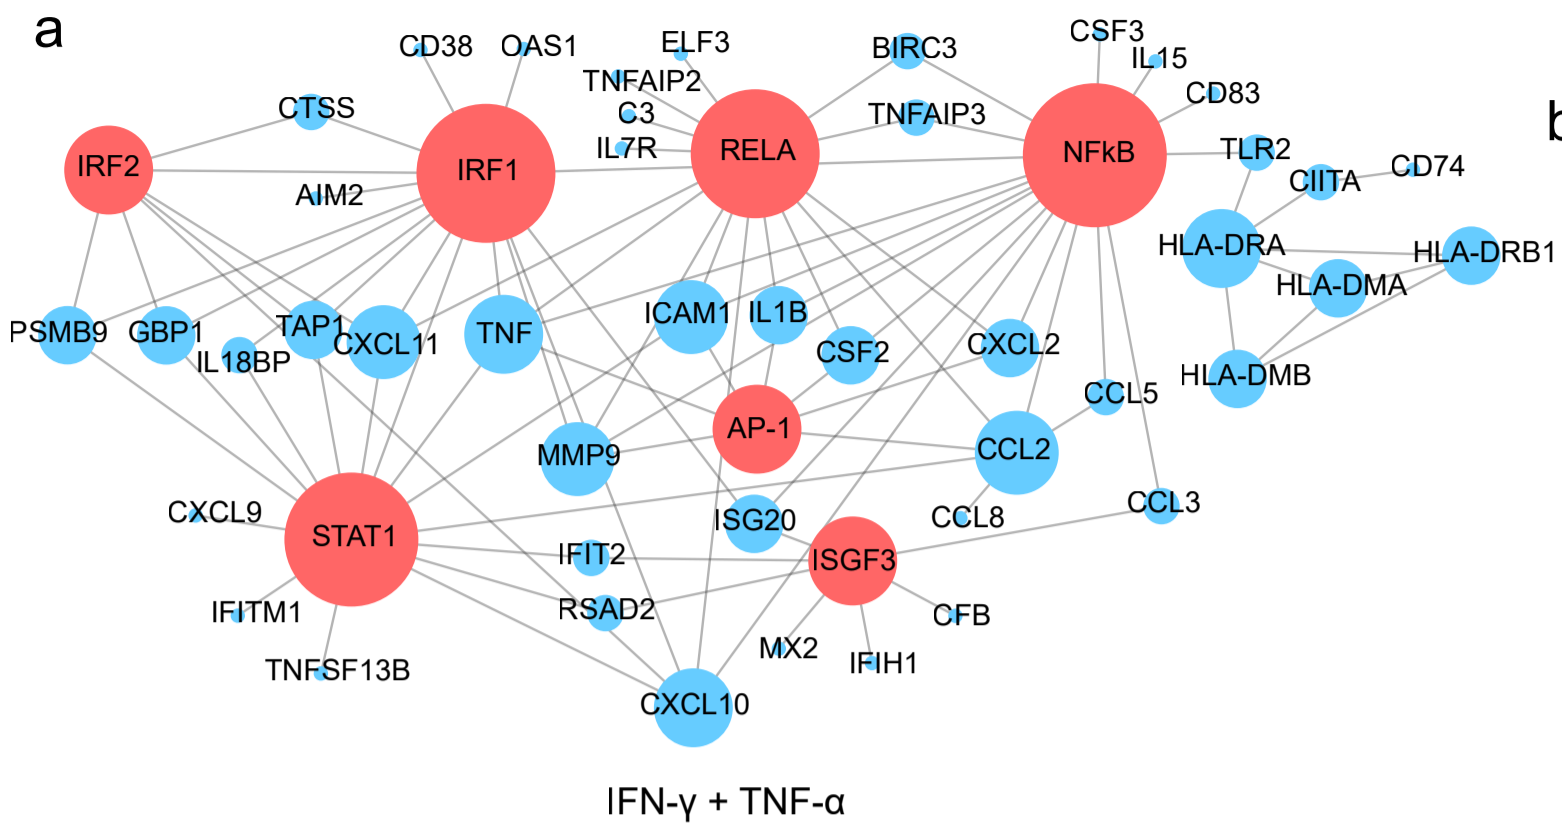 a
CSF3
CD38
OAS1
ELF3
BIRC3
IL15
TNFAIP2
CD83
CTSS
C3
TNFAIP3
b
IL7R
RELA
NFkB
TLR2
IRF2
IRF1
CD74
CIITA
AIM2
HLA-DRA
HLA-DRB1
HLA-DMA
ICAM1
IL1B
PSMB9
GBP1
TAP1
TNF
CXCL11
CXCL2
CSF2
IL18BP
HLA-DMB
CCL5
AP-1
MMP9
CCL2
CCL3
CXCL9
CCL8
ISG20
STAT1
IFIT2
ISGF3
IFITM1
RSAD2
CFB
MX2
IFIH1
TNFSF13B
CXCL10
IFN-γ + TNF-α